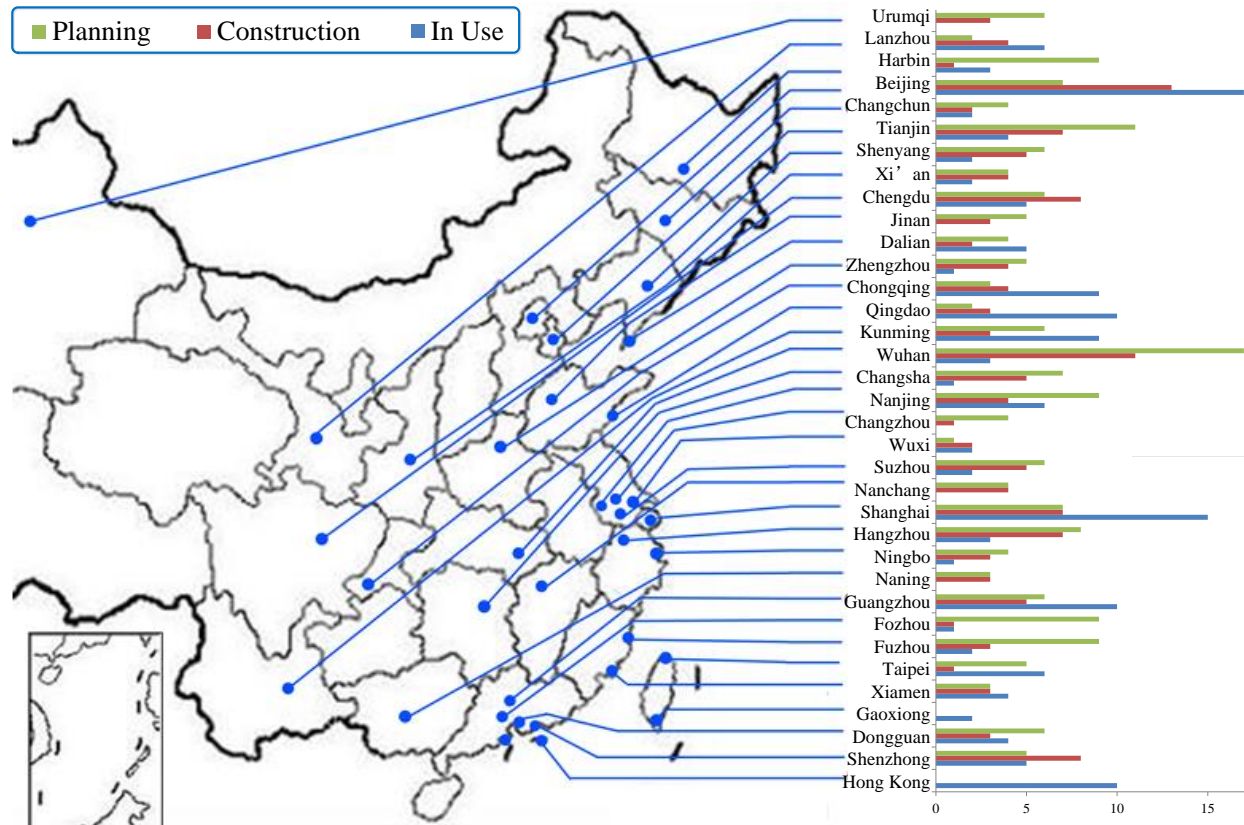 Planning Construction In Use
Urumqi
Lanzhou
Harbin
Beijing
Changchun
Tianjin
Shenyang
Xi’an
Chengdu
Jinan
Dalian
Zhengzhou
Chongqing
Qingdao
Kunming
Wuhan
Changsha
Nanjing
Changzhou
Wuxi
Suzhou
Nanchang
Shanghai
Hangzhou
Ningbo
Naning
Guangzhou
Fozhou
Fuzhou
Taipei
Xiamen
Gaoxiong
Dongguan
Shenzhong
Hong Kong
0 5 10 15